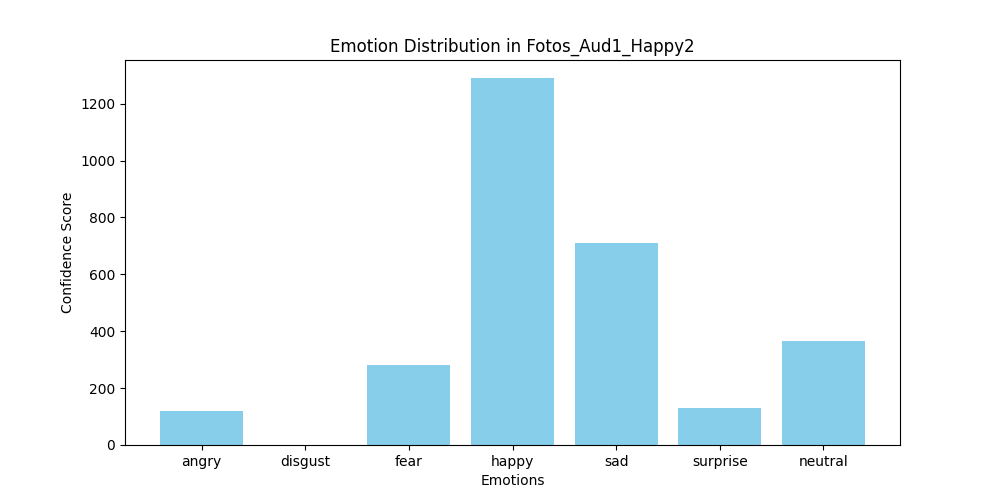 Emotion Distribution in Fotos_Aud1_Happy2
Confidence Score
1200
1000
800
600
400
200
0
angry disgust fear happy sad surprise neutral
Emotions